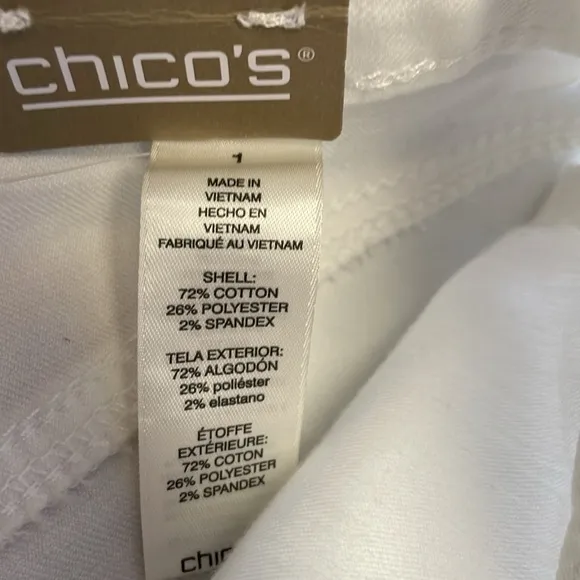 chico's®
1
MADE IN
VIETNAM
HECHO EN
VIETNAM
FABRIQUÉ AU VIETNAM
SHELL:
72% COTTON
26% POLYESTER
2% SPANDEX
TELA EXTERIOR:
72% ALGODÓN
26% poliéster
2% elastano
ÉTOFFE
EXTÉRIEURE:
72% COTON
26% POLYESTER
2% SPANDEX